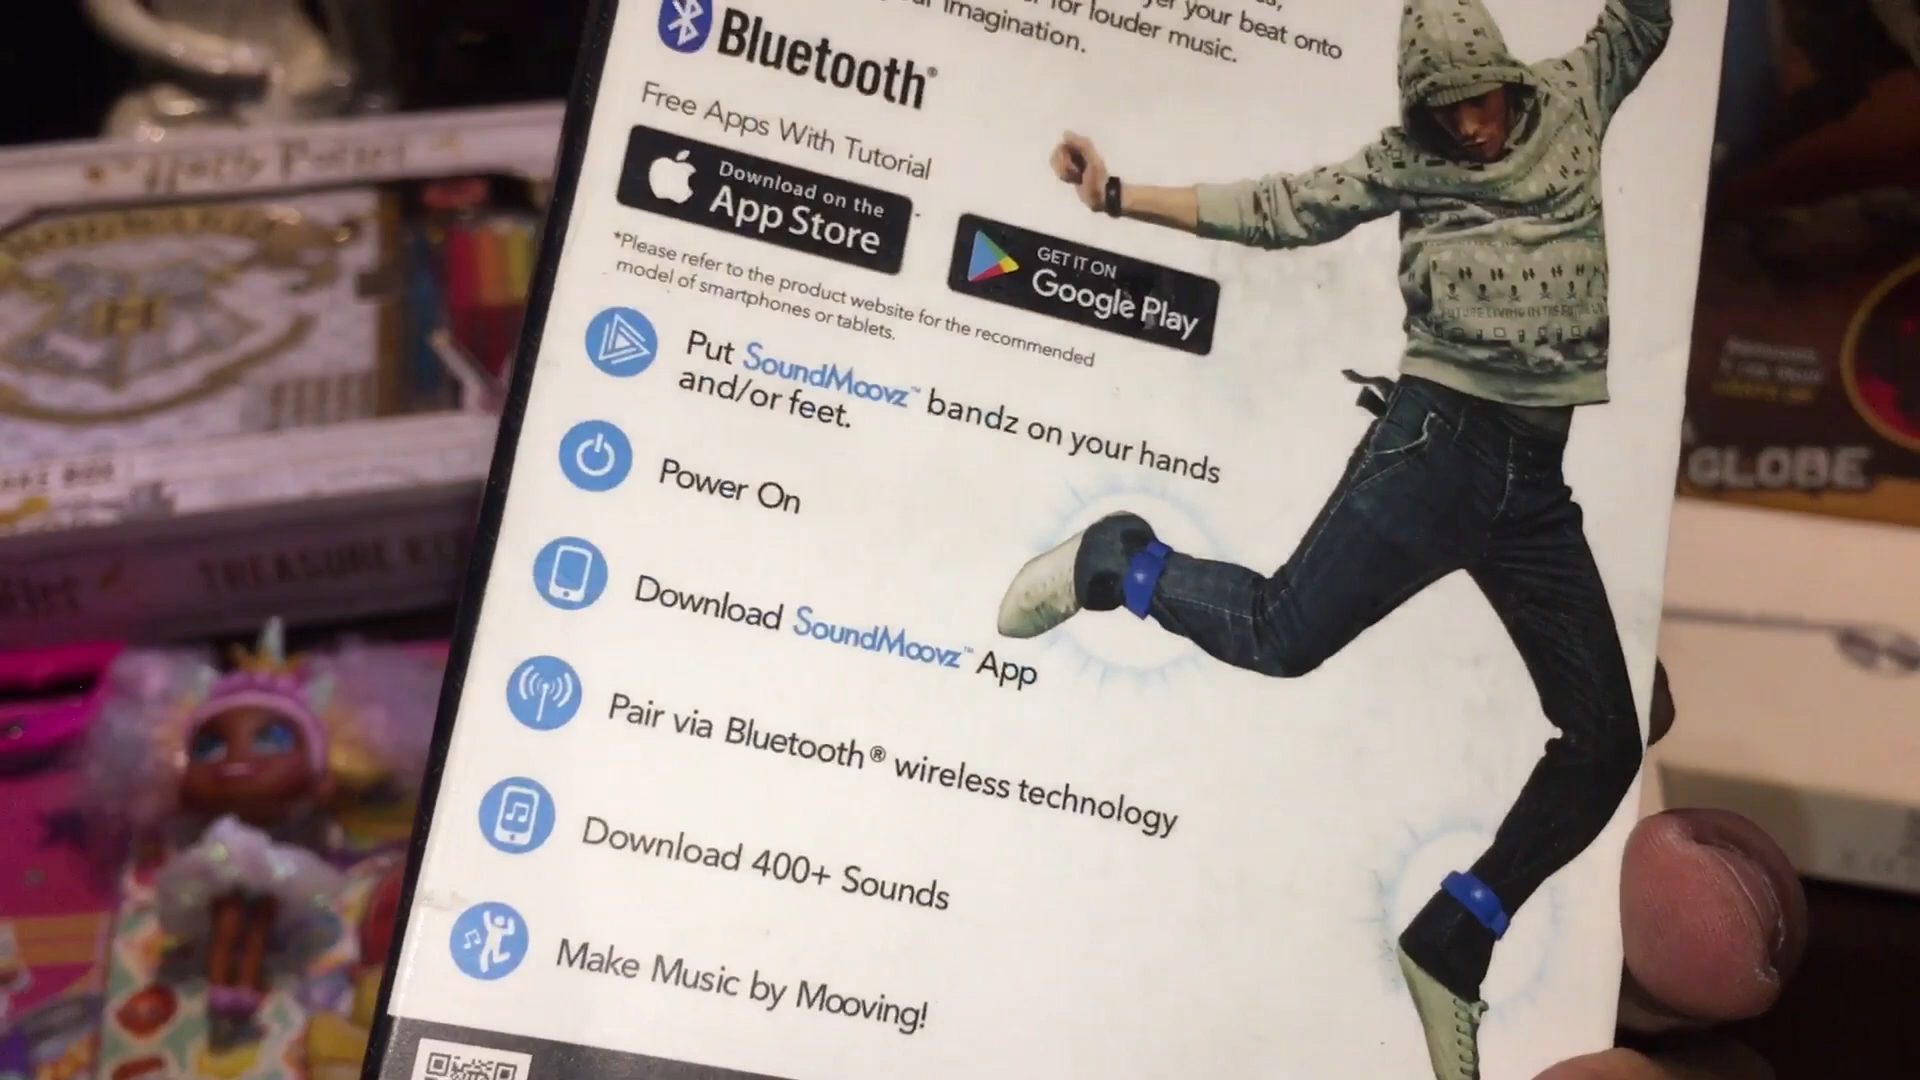 your beat onto
for louder music.
imagination.
Bluetooth®
Free Apps With Tutorial
Download on the
App Store
GET IT ON
Google Play
*Please refer to the product website for the recommended
model of smartphones or tablets.
Put SoundMoovz™ bandz on your hands
and/or feet.
Power On
Download SoundMoovz™ App
Pair via Bluetooth® wireless technology
Download 400+ Sounds
Make Music by Mooving!
Harry Potter
TREASURE
GLOBE